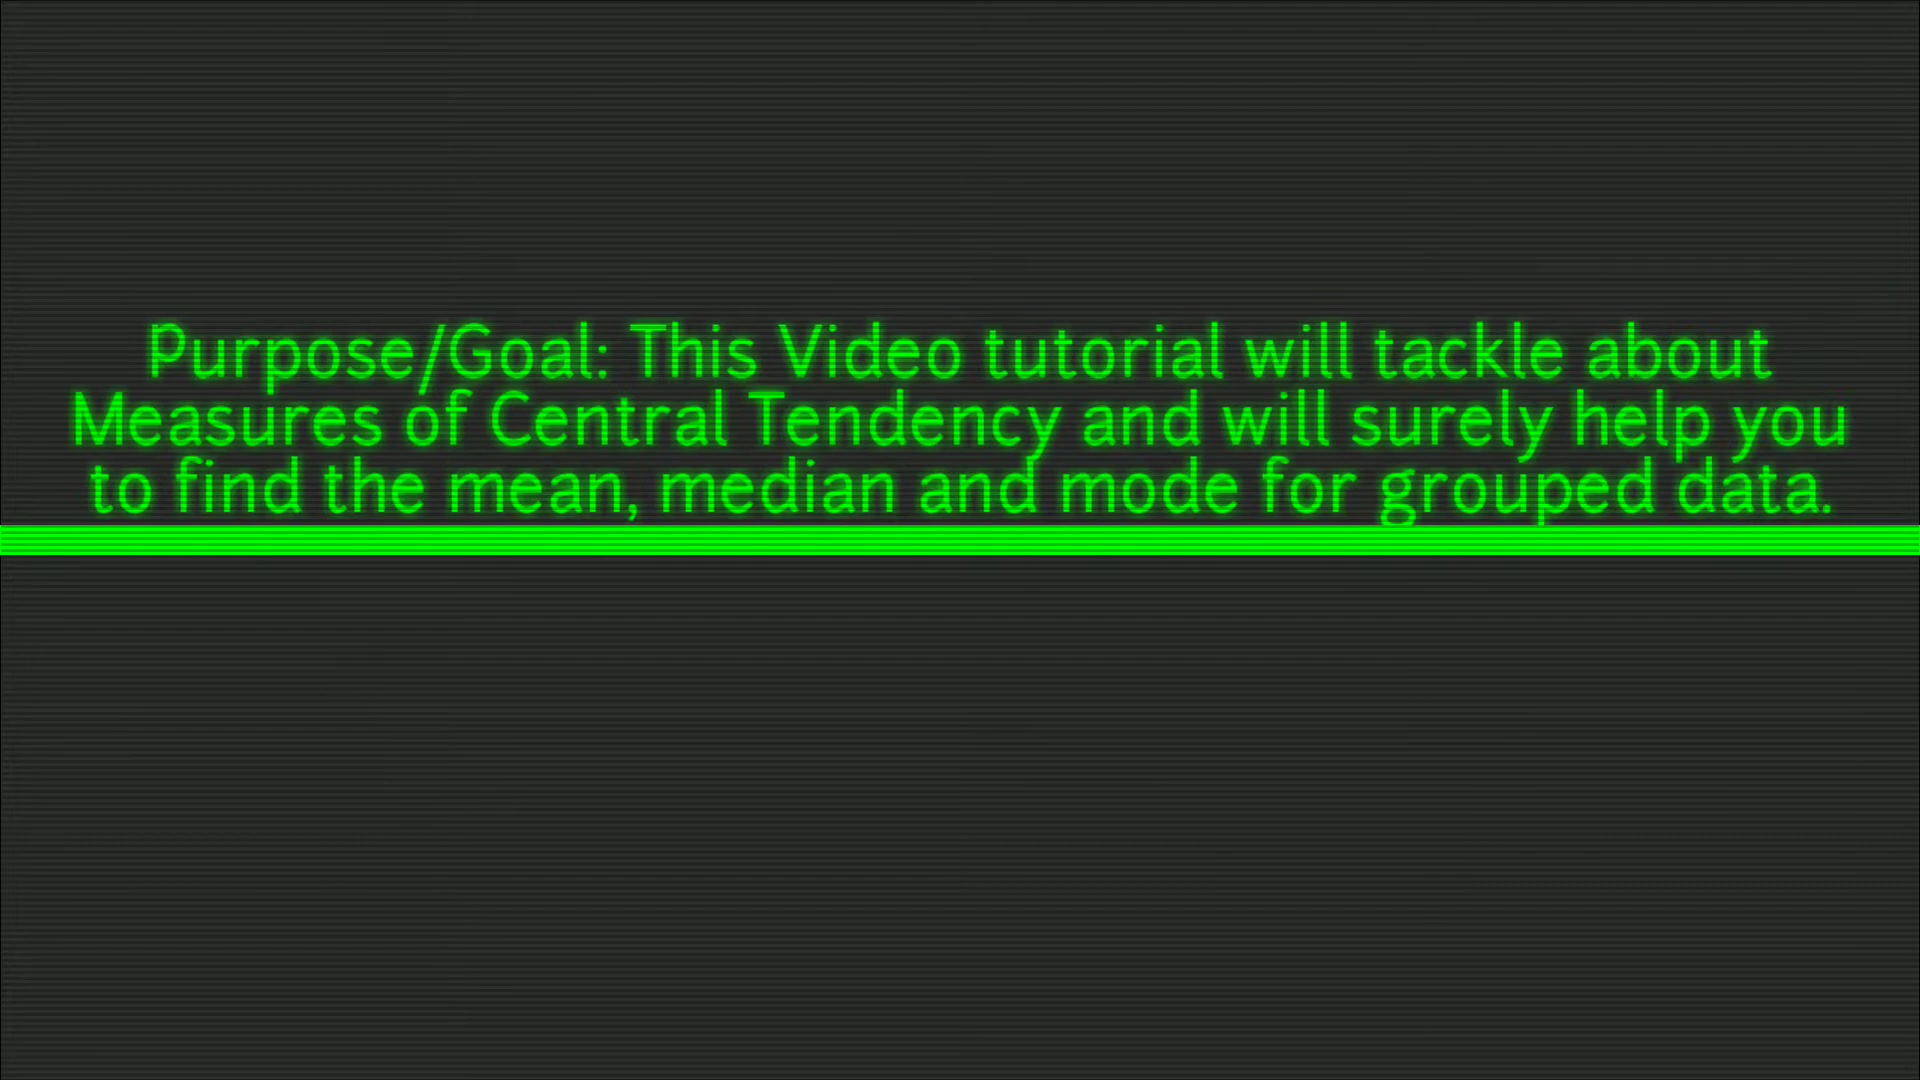 Purpose/Goal: This Video tutorial will tackle about
Measures of Central Tendency and will surely help you
to find the mean, median and mode for grouped data.